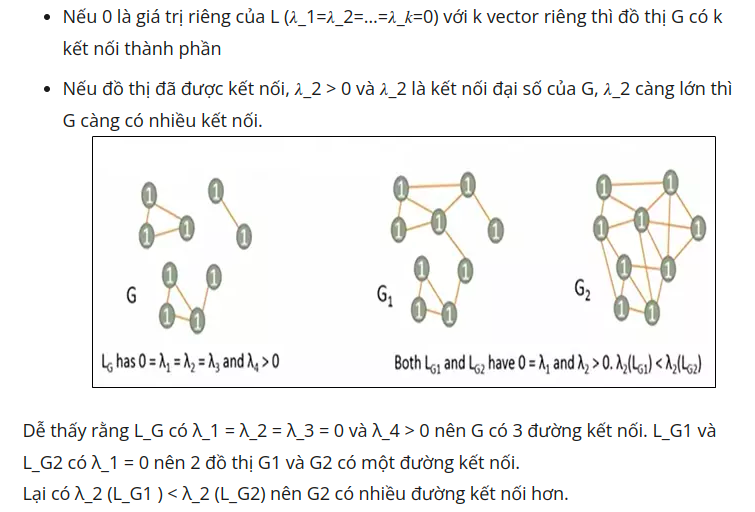 • Nếu 0 là giá trị riêng của L (λ_1=λ_2=...=λ_k=0) với k vector riêng thì đồ thị G có k
kết nối thành phần
• Nếu đồ thị đã được kết nối, λ_2 > 0 và λ_2 là kết nối đại số của G, λ_2 càng lớn thì
G càng có nhiều kết nối.
1 1 1 1 1 1 1 1 1
G
1 1 1 1 1 1 1 1 1
G₁
1 1 1 1 1 1 1 1 1
G₂
L_G has 0 = λ₁ = λ₂ = λ₃ and λ₄ > 0
Both L_G1 and L_G2 have 0 = λ₁ and λ₂ > 0. λ₂(L_G1) < λ₂(L_G2)
Dễ thấy rằng L_G có λ_1 = λ_2 = λ_3 = 0 và λ_4 > 0 nên G có 3 đường kết nối. L_G1 và
L_G2 có λ_1 = 0 nên 2 đồ thị G1 và G2 có một đường kết nối.
Lại có λ_2 (L_G1 ) < λ_2 (L_G2) nên G2 có nhiều đường kết nối hơn.